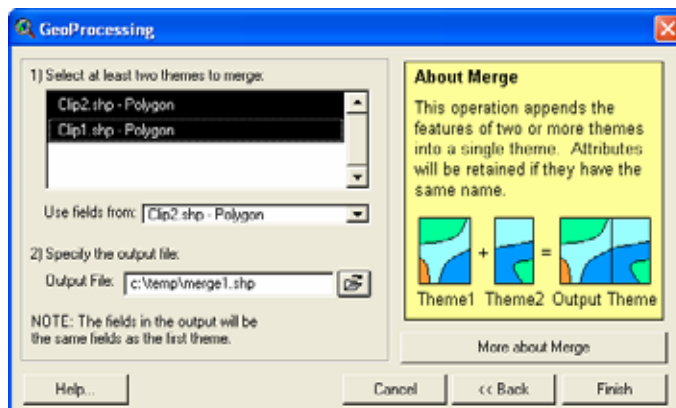 GeoProcessing
1) Select at least two themes to merge:
Clip2.shp - Polygon
Clip1.shp - Polygon
Use fields from: Clip2.shp - Polygon
2) Specify the output file:
Output File: c:\temp\merge1.shp
NOTE: The fields in the output will be
the same fields as the first theme.
About Merge
This operation appends the
features of two or more themes
into a single theme. Attributes
will be retained if they have the
same name.
+ =
Theme1 Theme2 Output Theme
More about Merge
Help... Cancel << Back Finish